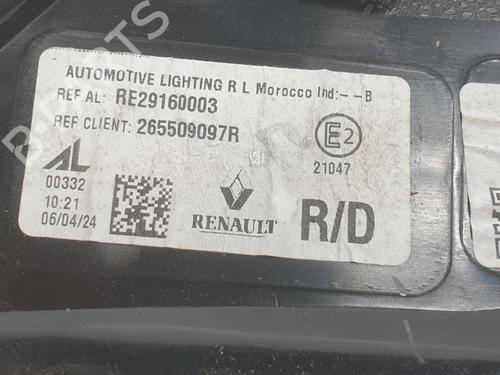 AUTOMOTIVE LIGHTING R L Morocco Ind:--B
REF AL: RE29160003
REF CLIENT: 265509097R
E2
21047
AL
00332
10:21
06/04/24
RENAULT
R/D
B-PARTS